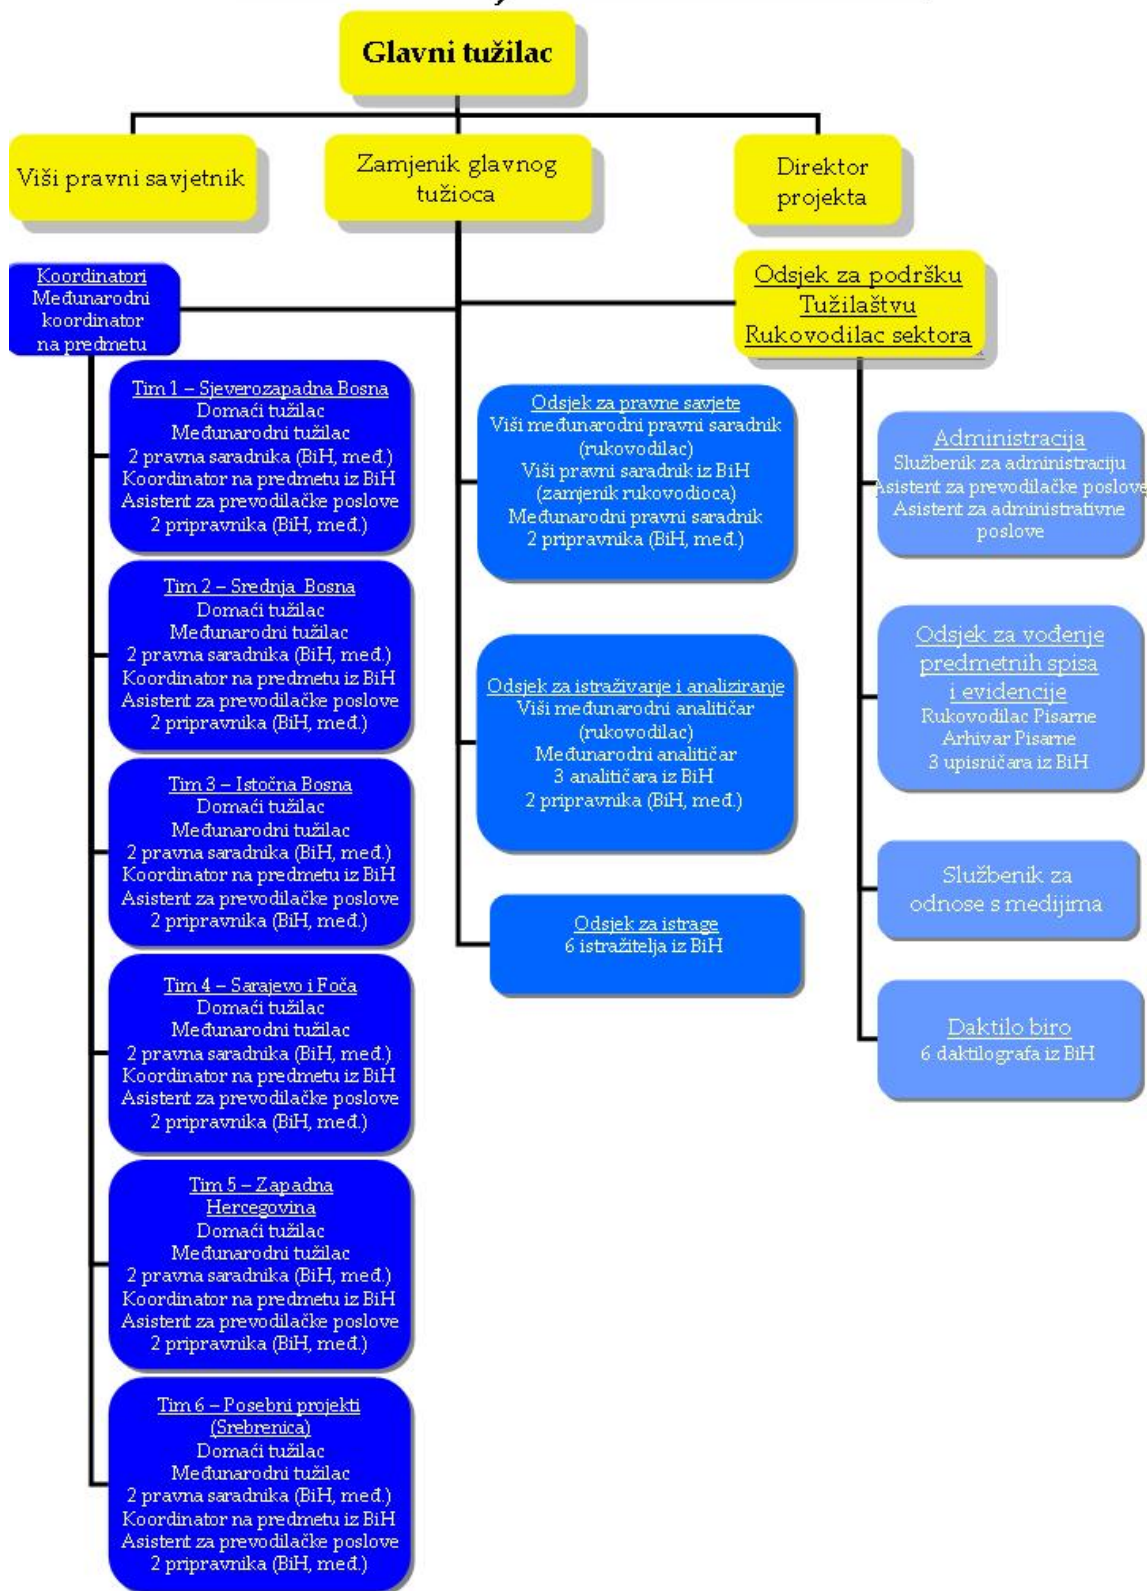 Glavni tužilac
Viši pravni savjetnik
Zamjenik glavnog
tužioca
Direktor
projekta
Koordinatori
Međunarodni
koordinator
na predmetu
Odsjek za podršku
Tužilaštvu
Rukovodilac sektora
Tim 1 – Sjeverozapadna Bosna
Domaći tužilac
Međunarodni tužilac
2 pravna saradnika (BiH, međ.)
Koordinator na predmetu iz BiH
Asistent za prevodilačke poslove
2 pripravnika (BiH, međ.)
Tim 2 – Srednja Bosna
Domaći tužilac
Međunarodni tužilac
2 pravna saradnika (BiH, međ.)
Koordinator na predmetu iz BiH
Asistent za prevodilačke poslove
2 pripravnika (BiH, međ.)
Tim 3 – Istočna Bosna
Domaći tužilac
Međunarodni tužilac
2 pravna saradnika (BiH, međ.)
Koordinator na predmetu iz BiH
Asistent za prevodilačke poslove
2 pripravnika (BiH, međ.)
Tim 4 – Sarajevo i Foča
Domaći tužilac
Međunarodni tužilac
2 pravna saradnika (BiH, međ.)
Koordinator na predmetu iz BiH
Asistent za prevodilačke poslove
2 pripravnika (BiH, međ.)
Tim 5 – Zapadna
Hercegovina
Domaći tužilac
Međunarodni tužilac
2 pravna saradnika (BiH, međ.)
Koordinator na predmetu iz BiH
Asistent za prevodilačke poslove
2 pripravnika (BiH, međ.)
Tim 6 – Posebni projekti
(Srebrenica)
Domaći tužilac
Međunarodni tužilac
2 pravna saradnika (BiH, međ.)
Koordinator na predmetu iz BiH
Asistent za prevodilačke poslove
2 pripravnika (BiH, međ.)
Odsjek za pravne savjete
Viši međunarodni pravni saradnik
(rukovodilac)
Viši pravni saradnik iz BiH
(zamjenik rukovodioca)
Međunarodni pravni saradnik
2 pripravnika (BiH, međ.)
Odsjek za istraživanje i analiziranje
Viši međunarodni analitičar
(rukovodilac)
Međunarodni analitičar
3 analitičara iz BiH
2 pripravnika (BiH, međ.)
Odsjek za istrage
6 istražitelja iz BiH
Administracija
Službenik za administraciju
Asistent za prevodilačke poslove
Asistent za administrativne
poslove
Odsjek za vođenje
predmetnih spisa
i evidencije
Rukovodilac Pisarne
Arhivar Pisarne
3 upisničara iz BiH
Službenik za
odnose s medijima
Daktilo biro
6 daktilografa iz BiH